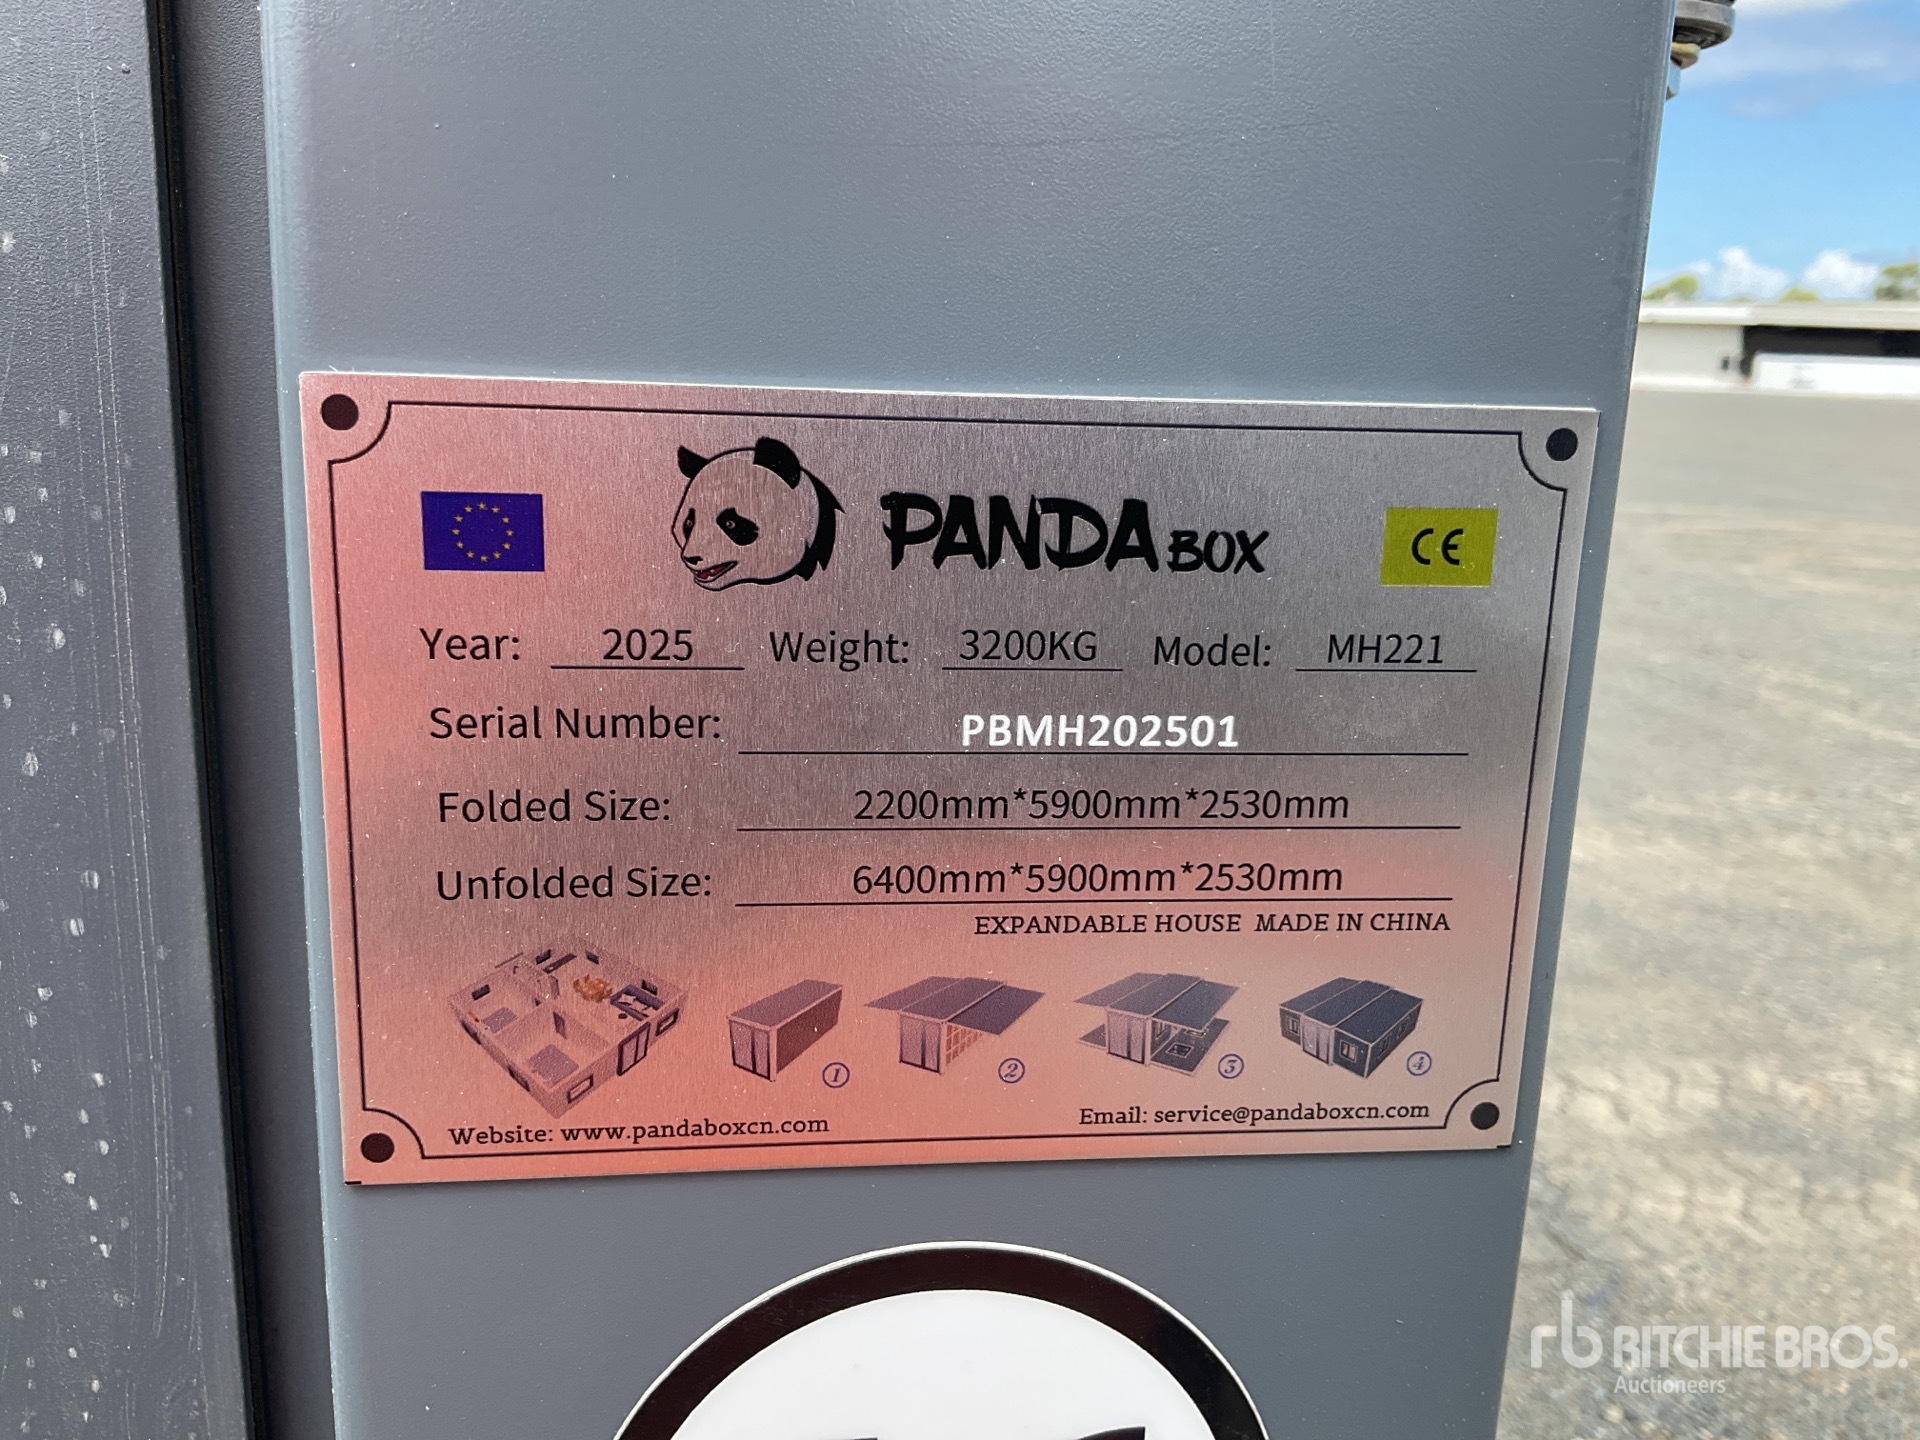 PANDA BOX
CE
Year: 2025 Weight: 3200KG Model: MH221
Serial Number: PBMH202501
Folded Size: 2200mm*5900mm*2530mm
Unfolded Size: 6400mm*5900mm*2530mm
EXPANDABLE HOUSE MADE IN CHINA
1 2 3 4
Website: www.pandaboxcn.com Email: service@pandaboxcn.com
rb RITCHIE BROS.
Auctioneers